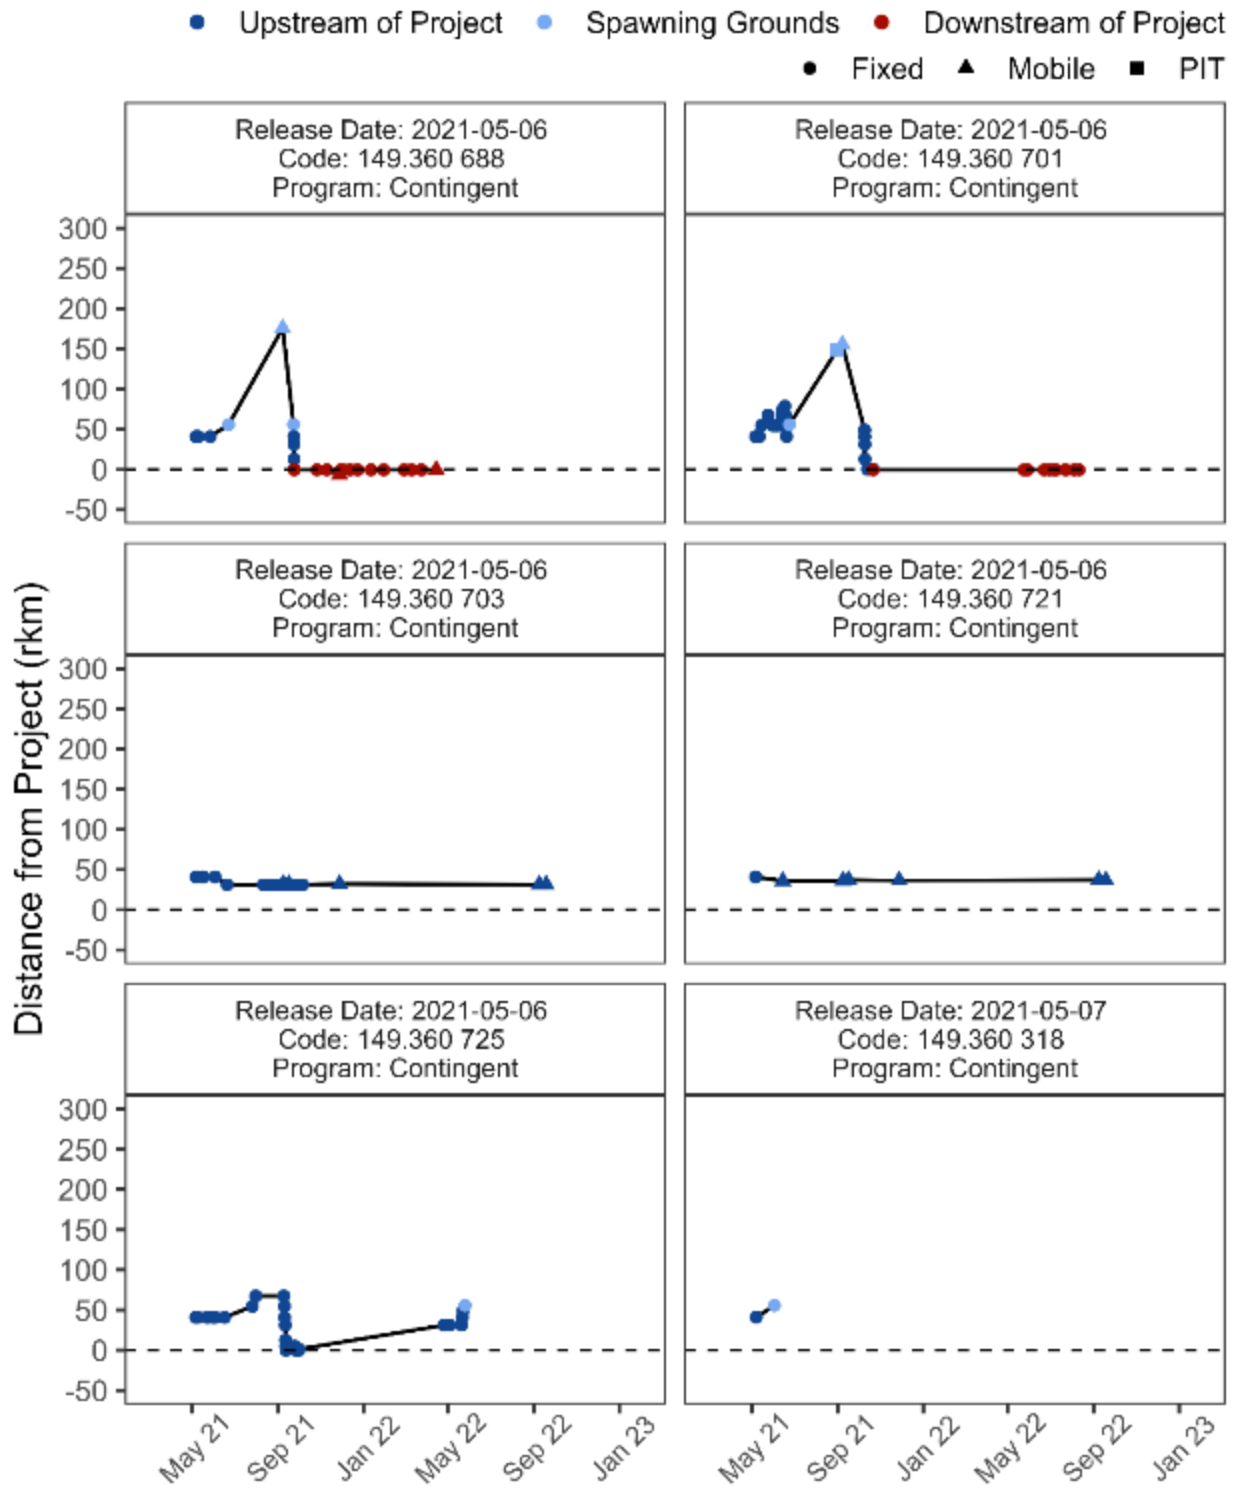 Upstream of Project Spawning Grounds Downstream of Project
Fixed Mobile PIT
Release Date: 2021-05-06
Code: 149.360 688
Program: Contingent
Release Date: 2021-05-06
Code: 149.360 701
Program: Contingent
300
250
200
150
100
50
0
-50
Release Date: 2021-05-06
Code: 149.360 703
Program: Contingent
Release Date: 2021-05-06
Code: 149.360 721
Program: Contingent
300
250
200
150
100
50
0
-50
Distance from Project (rkm)
Release Date: 2021-05-06
Code: 149.360 725
Program: Contingent
Release Date: 2021-05-07
Code: 149.360 318
Program: Contingent
300
250
200
150
100
50
0
-50
May 21 Sep 21 Jan 22 May 22 Sep 22 Jan 23
May 21 Sep 21 Jan 22 May 22 Sep 22 Jan 23